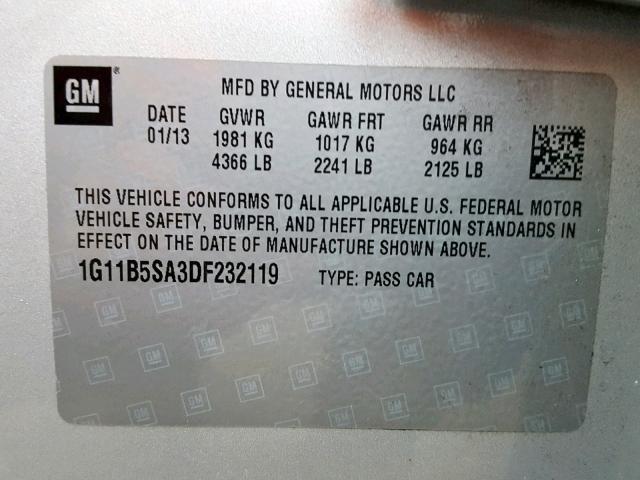 GM®
MFD BY GENERAL MOTORS LLC
DATE GVWR GAWR FRT GAWR RR
01/13 1981 KG 1017 KG 964 KG
4366 LB 2241 LB 2125 LB
THIS VEHICLE CONFORMS TO ALL APPLICABLE U.S. FEDERAL MOTOR
VEHICLE SAFETY, BUMPER, AND THEFT PREVENTION STANDARDS IN
EFFECT ON THE DATE OF MANUFACTURE SHOWN ABOVE.
1G11B5SA3DF232119 TYPE: PASS CAR